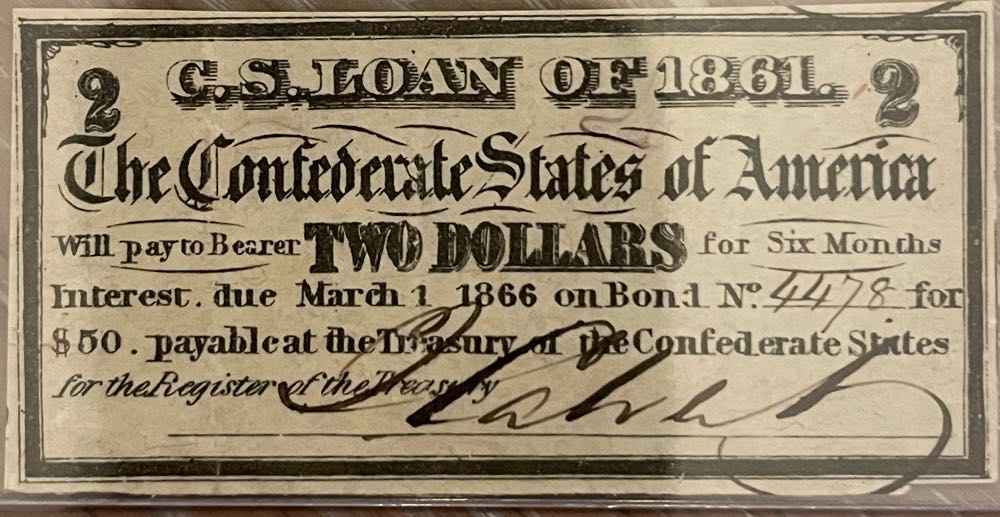 2 C.S. LOAN OF 1861. 2
The Confederate States of America
Will pay to Bearer TWO DOLLARS for Six Months
Interest. due March 1 1866 on Bond No. 4478 for
$50. payable at the Treasury of the Confederate States
for the Register of the Treasury